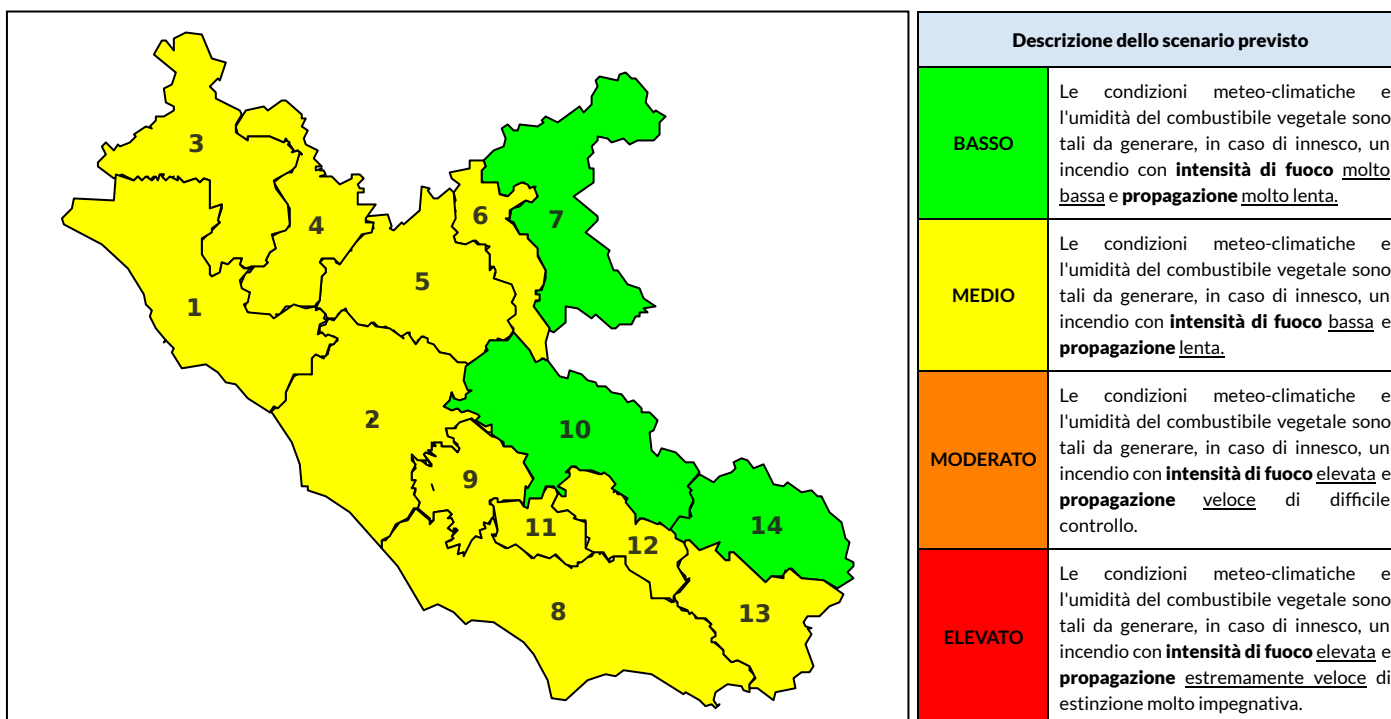 3
4
6
7
5
1
2
10
9
11
12
14
8
13
Descrizione dello scenario previsto
BASSO
Le condizioni meteo-climatiche e
l'umidità del combustibile vegetale sono
tali da generare, in caso di innesco, un
incendio con intensità di fuoco molto
bassa e propagazione molto lenta.
MEDIO
Le condizioni meteo-climatiche e
l'umidità del combustibile vegetale sono
tali da generare, in caso di innesco, un
incendio con intensità di fuoco bassa e
propagazione lenta.
MODERATO
Le condizioni meteo-climatiche e
l'umidità del combustibile vegetale sono
tali da generare, in caso di innesco, un
incendio con intensità di fuoco elevata e
propagazione veloce di difficile
controllo.
ELEVATO
Le condizioni meteo-climatiche e
l'umidità del combustibile vegetale sono
tali da generare, in caso di innesco, un
incendio con intensità di fuoco elevata e
propagazione estremamente veloce di
estinzione molto impegnativa.